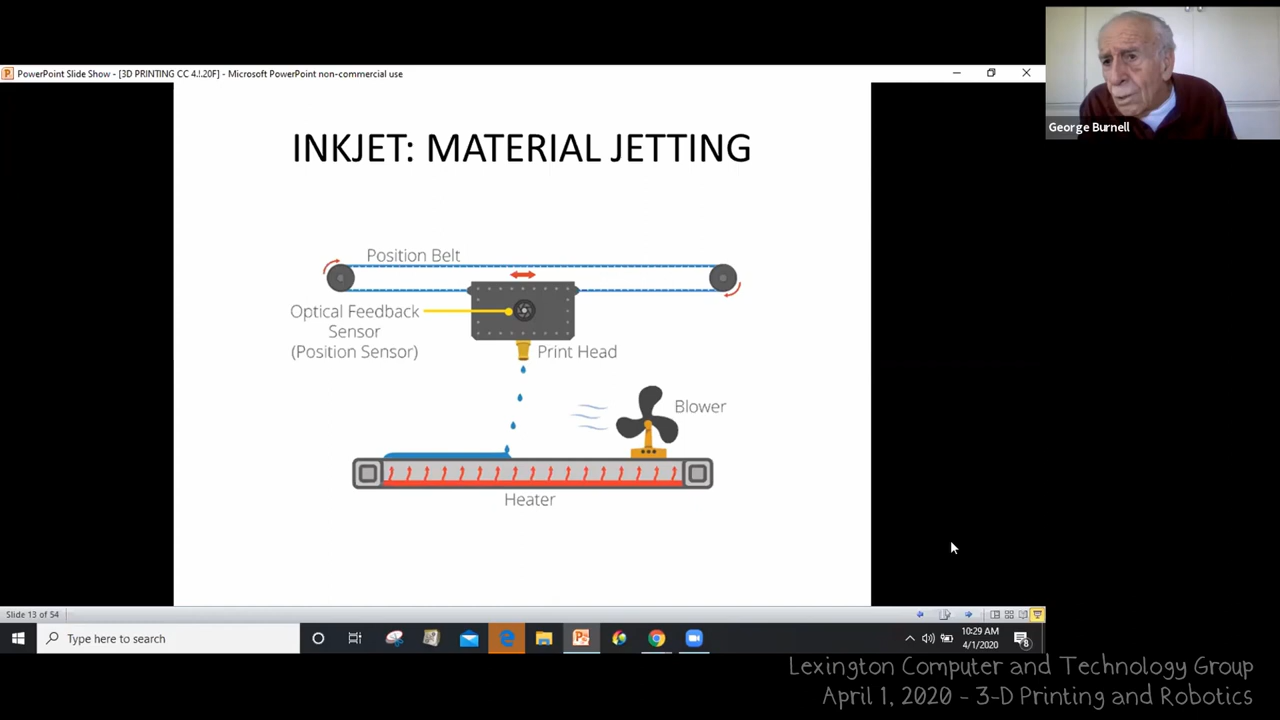 PowerPoint Slide Show - [3D PRINTING CC 4.!.20F] - Microsoft PowerPoint non-commercial use
George Burnell
INKJET: MATERIAL JETTING
Position Belt
Optical Feedback
Sensor
(Position Sensor)
Print Head
Blower
Heater
Slide 13 of 54
Type here to search
10:29 AM
4/1/2020
8
Lexington Computer and Technology Group
April 1, 2020 - 3-D Printing and Robotics